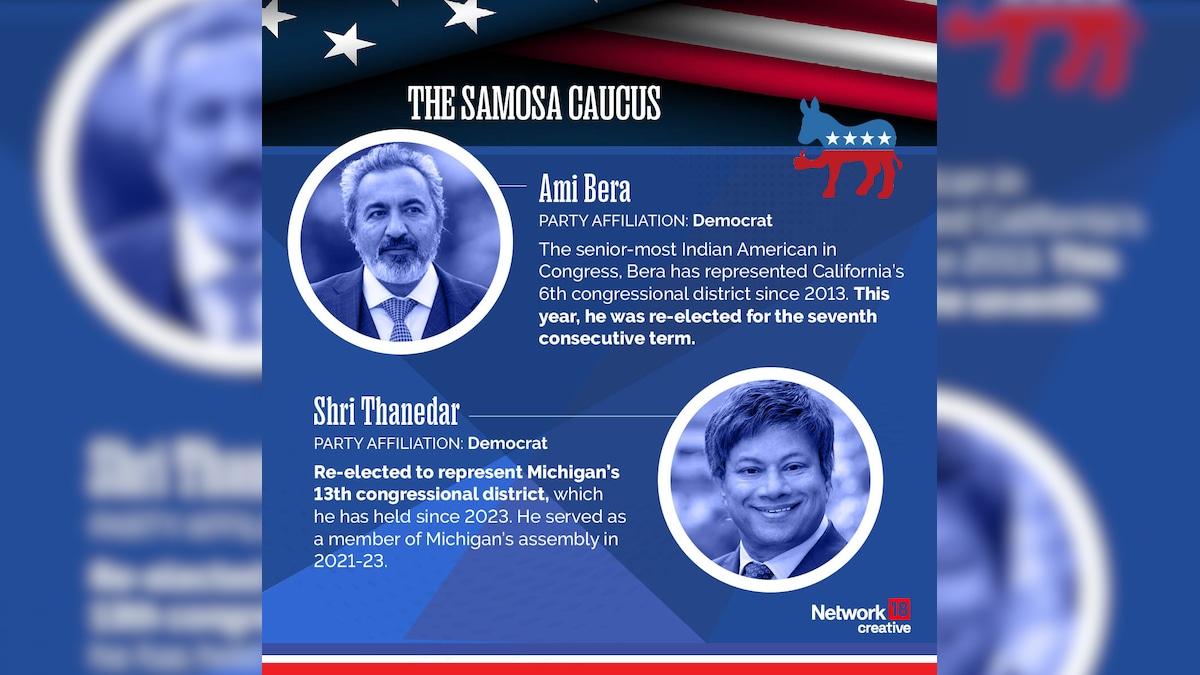 THE SAMOSA CAUCUS
Ami Bera
PARTY AFFILIATION: Democrat
The senior-most Indian American in
Congress, Bera has represented California's
6th congressional district since 2013. This
year, he was re-elected for the seventh
consecutive term.
Shri Thanedar
PARTY AFFILIATION: Democrat
Re-elected to represent Michigan's
13th congressional district, which
he has held since 2023. He served as
a member of Michigan's assembly in
2021-23.
Network 18
creative